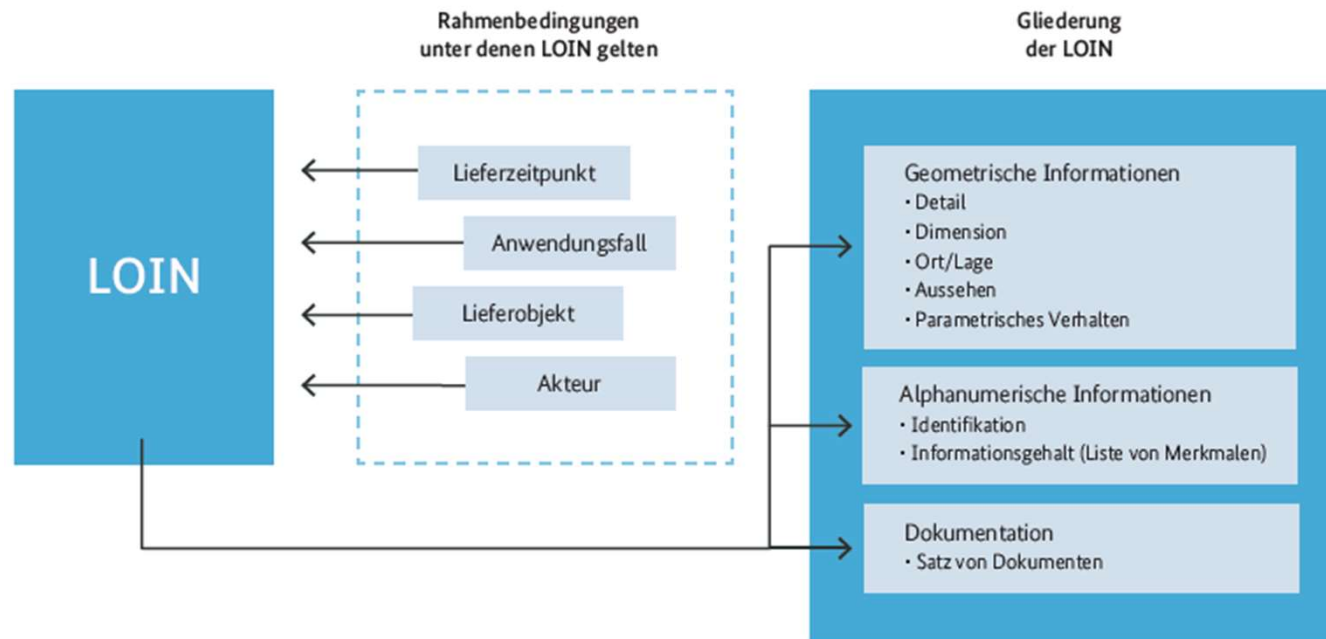 Rahmenbedingungen
unter denen LOIN gelten
Gliederung
der LOIN
LOIN
Lieferzeitpunkt
Anwendungsfall
Lieferobjekt
Akteur
Geometrische Informationen
· Detail
· Dimension
· Ort/Lage
· Aussehen
· Parametrisches Verhalten
Alphanumerische Informationen
· Identifikation
· Informationsgehalt (Liste von Merkmalen)
Dokumentation
· Satz von Dokumenten